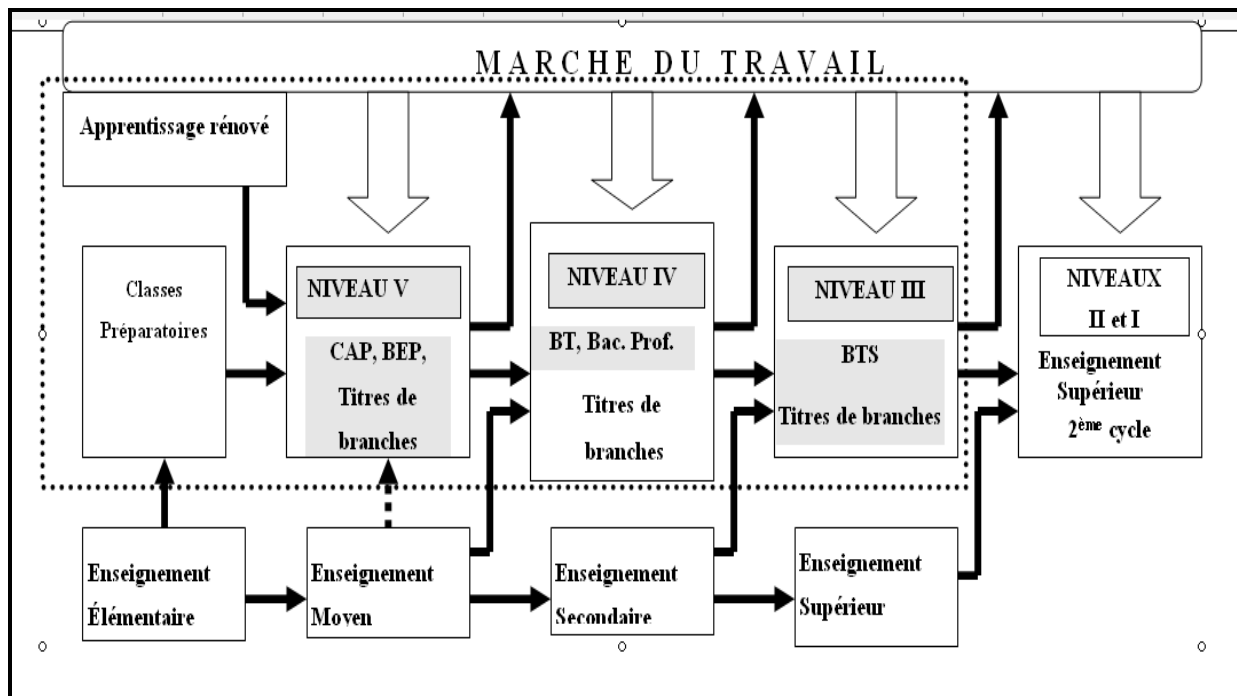 MARCHE DU TRAVAIL
Apprentissage rénové
Classes
Préparatoires
NIVEAU V
CAP, BEP,
Titres de
branches
NIVEAU IV
BT, Bac. Prof.
Titres de
branches
NIVEAU III
BTS
Titres de branches
NIVEAUX
II et I
Enseignement
Supérieur
2ème cycle
Enseignement
Élémentaire
Enseignement
Moyen
Enseignement
Secondaire
Enseignement
Supérieur